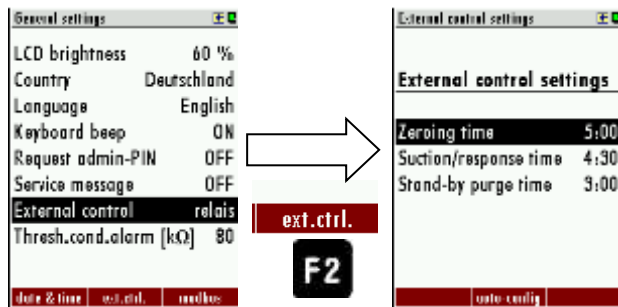 General settings
LCD brightness 60 %
Country Deutschland
Language English
Keyboard beep ON
Request admin-PIN OFF
Service message OFF
External control relais
Thresh.cond.alarm [kΩ] 80
date & time ext.ctrl. modbus
ext.ctrl.
F2
External control settings
External control settings
Zeroing time 5:00
Suction/response time 4:30
Stand-by purge time 3:00
auto-config